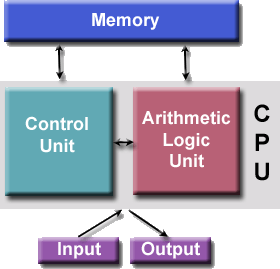 Memory
Control
Unit
Arithmetic
Logic
Unit
C
P
U
Input
Output